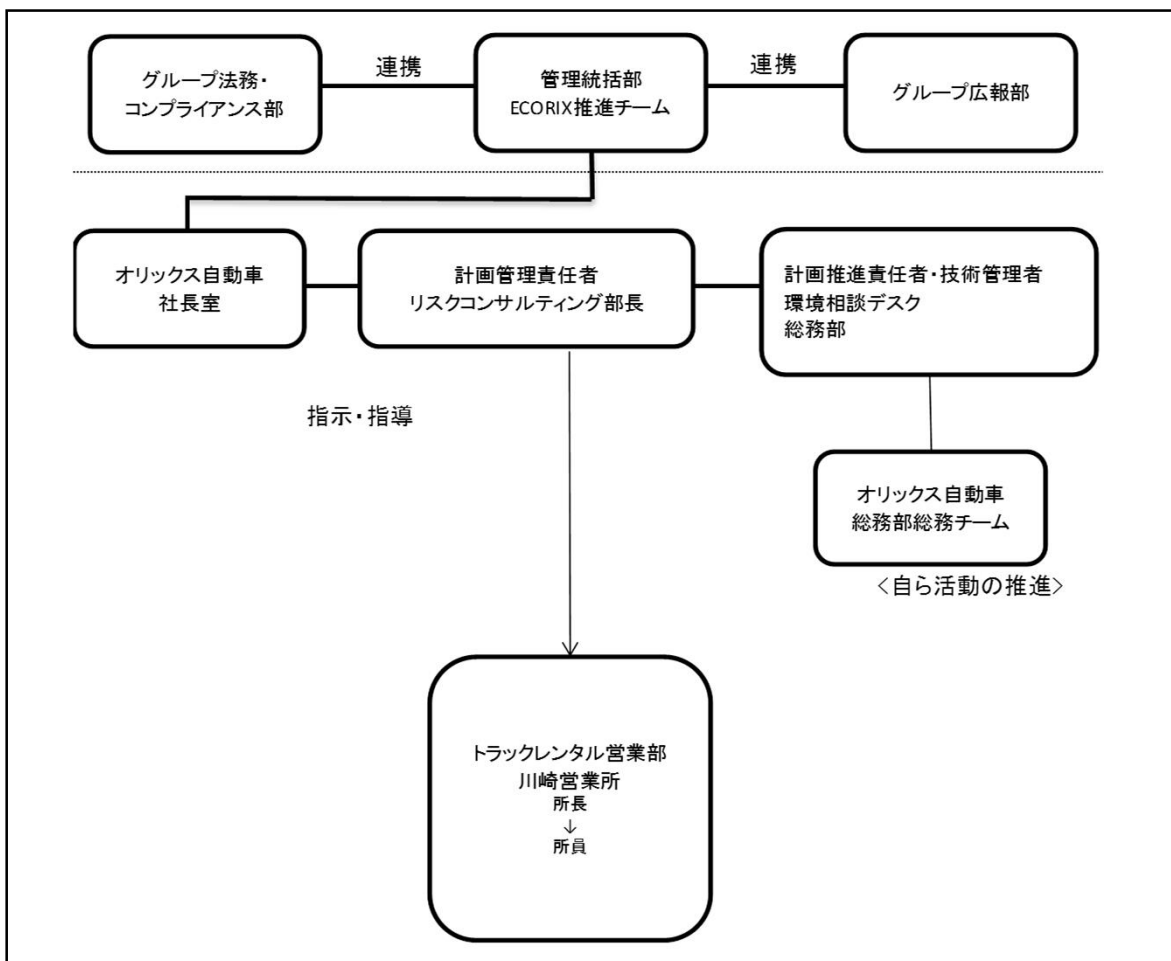 グループ法務・
コンプライアンス部
連携
管理統括部
ECORIX推進チーム
連携
グループ広報部
オリックス自動車
社長室
計画管理責任者
リスクコンサルティング部長
計画推進責任者・技術管理者
環境相談デスク
総務部
指示・指導
オリックス自動車
総務部総務チーム
<自ら活動の推進>
トラックレンタル営業部
川崎営業所
所長
↓
所員